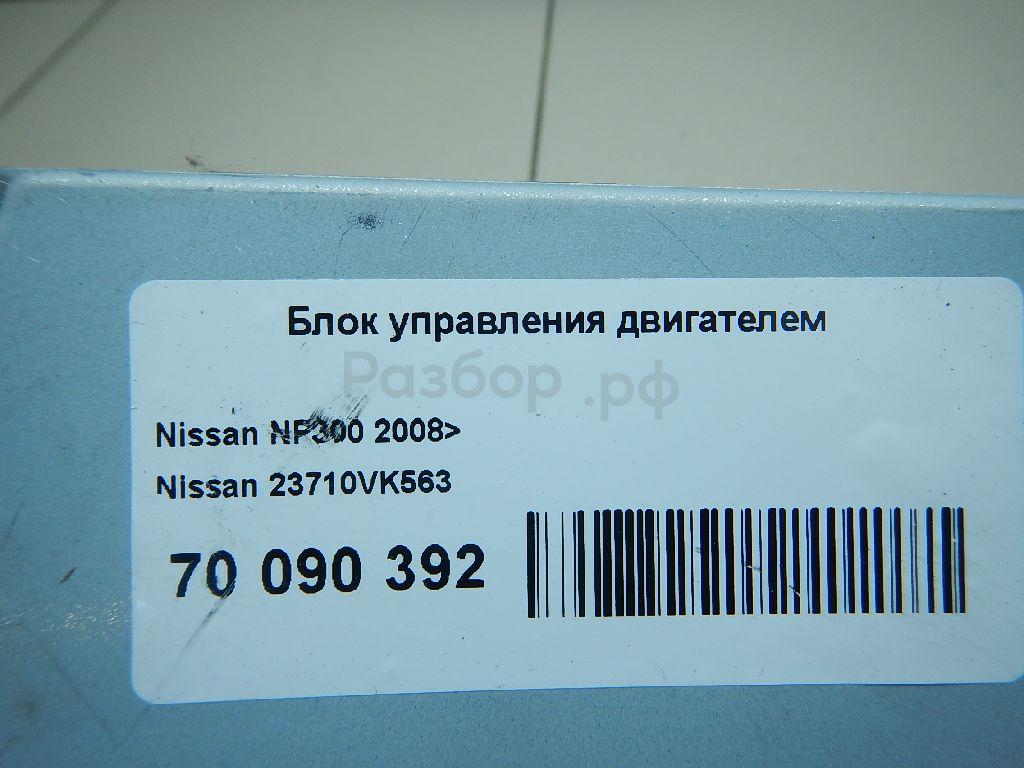 Блок управления двигателем
Разбор.рф
Nissan NP300 2008>
Nissan 23710VK563
70 090 392